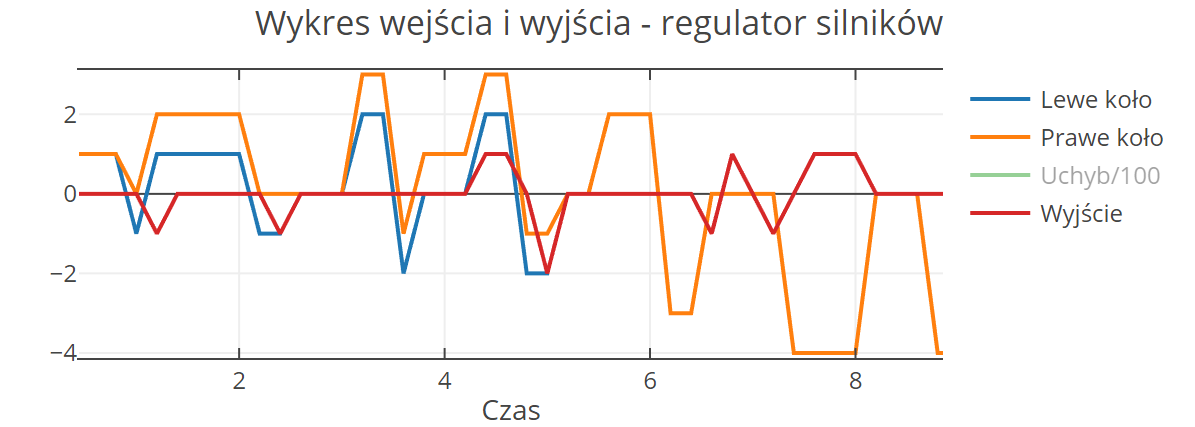 Wykres wejścia i wyjścia - regulator silników
2
0
−2
−4
2
4
6
8
Czas
Lewe koło
Prawe koło
Uchyb/100
Wyjście